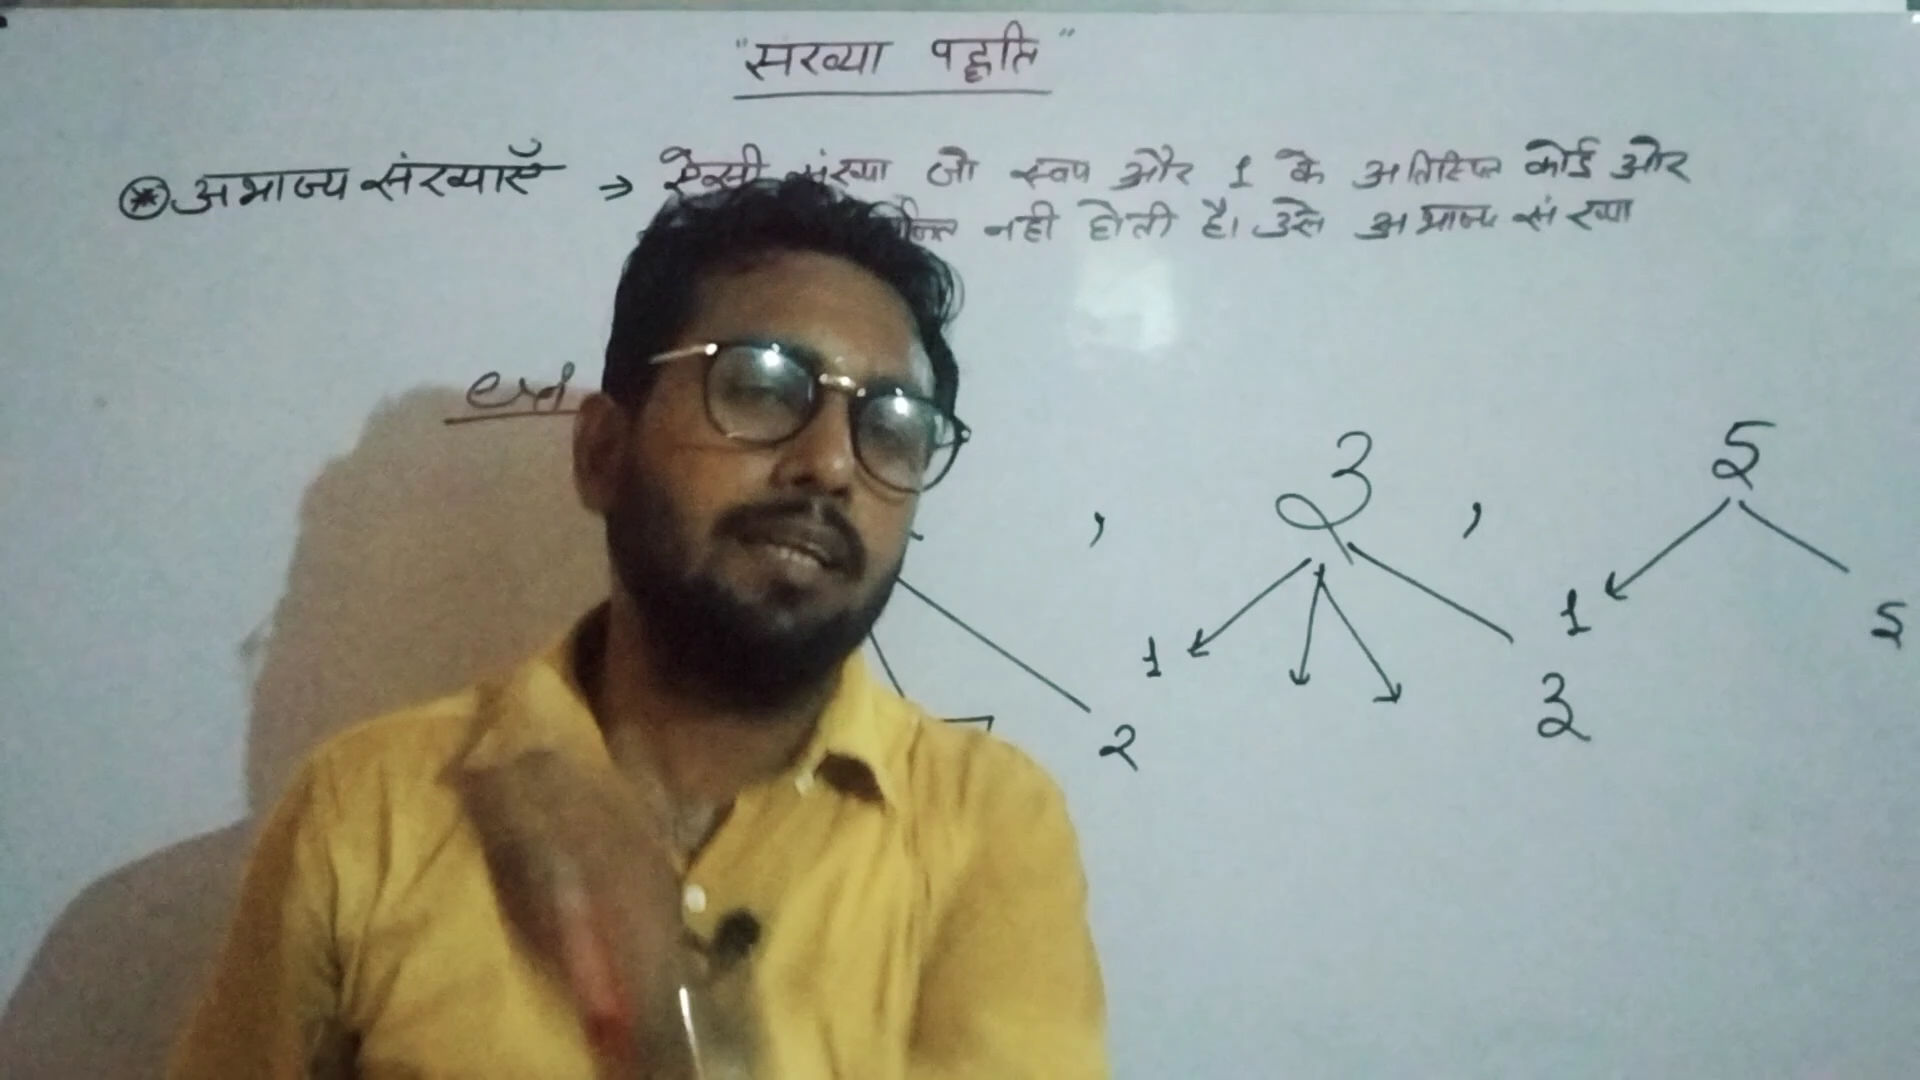 "संख्या पद्धति"
* अभाज्य संख्याएँ → ऐसी संख्या जो स्वयं और 1 के अतिरिक्त कोई और
नही होती है। उसे अभाज्य संख्या
, 3 , 5
1 2 1 3 1 5